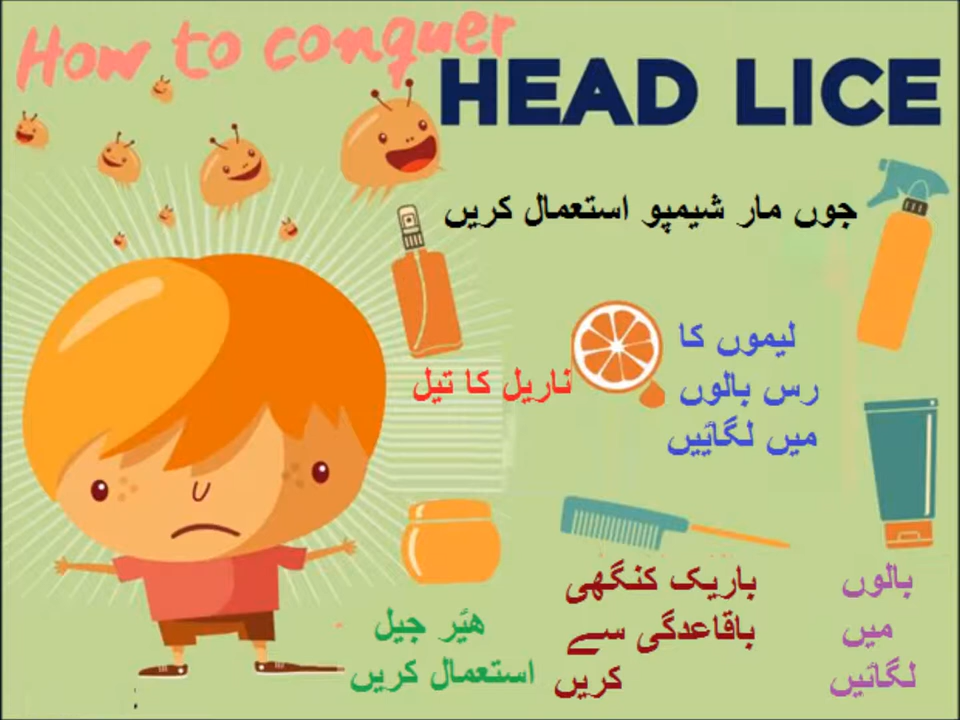 How to conquer
HEAD LICE
جوں مار شیمپو استعمال کریں
لیموں کا
رس بالوں
میں لگائیں
ناریل کا تیل
باریک کنگھی
باقاعدگی سے
کریں
بالوں
میں
لگائیں
ھئیر جیل
استعمال کریں